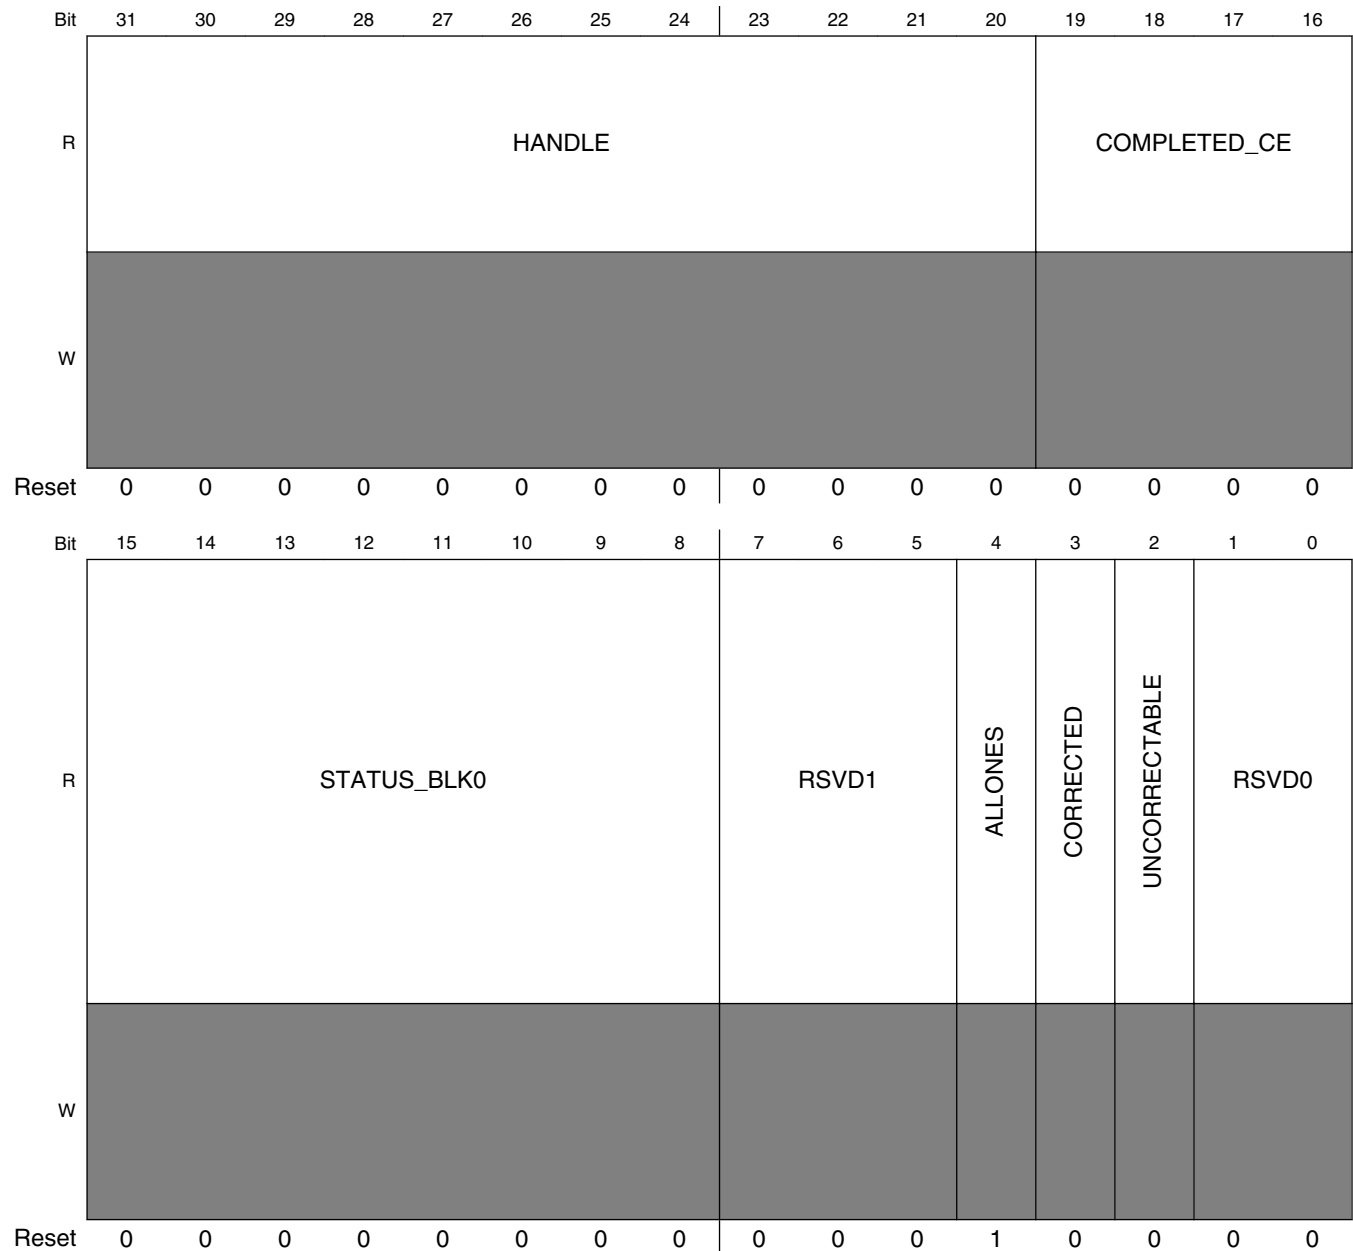 Bit 31 30 29 28 27 26 25 24 23 22 21 20 19 18 17 16
R HANDLE COMPLETED_CE
W
Reset 0 0 0 0 0 0 0 0 0 0 0 0 0 0 0 0
Bit 15 14 13 12 11 10 9 8 7 6 5 4 3 2 1 0
R STATUS_BLK0 RSVD1 ALLONES CORRECTED UNCORRECTABLE RSVD0
W
Reset 0 0 0 0 0 0 0 0 0 0 0 1 0 0 0 0